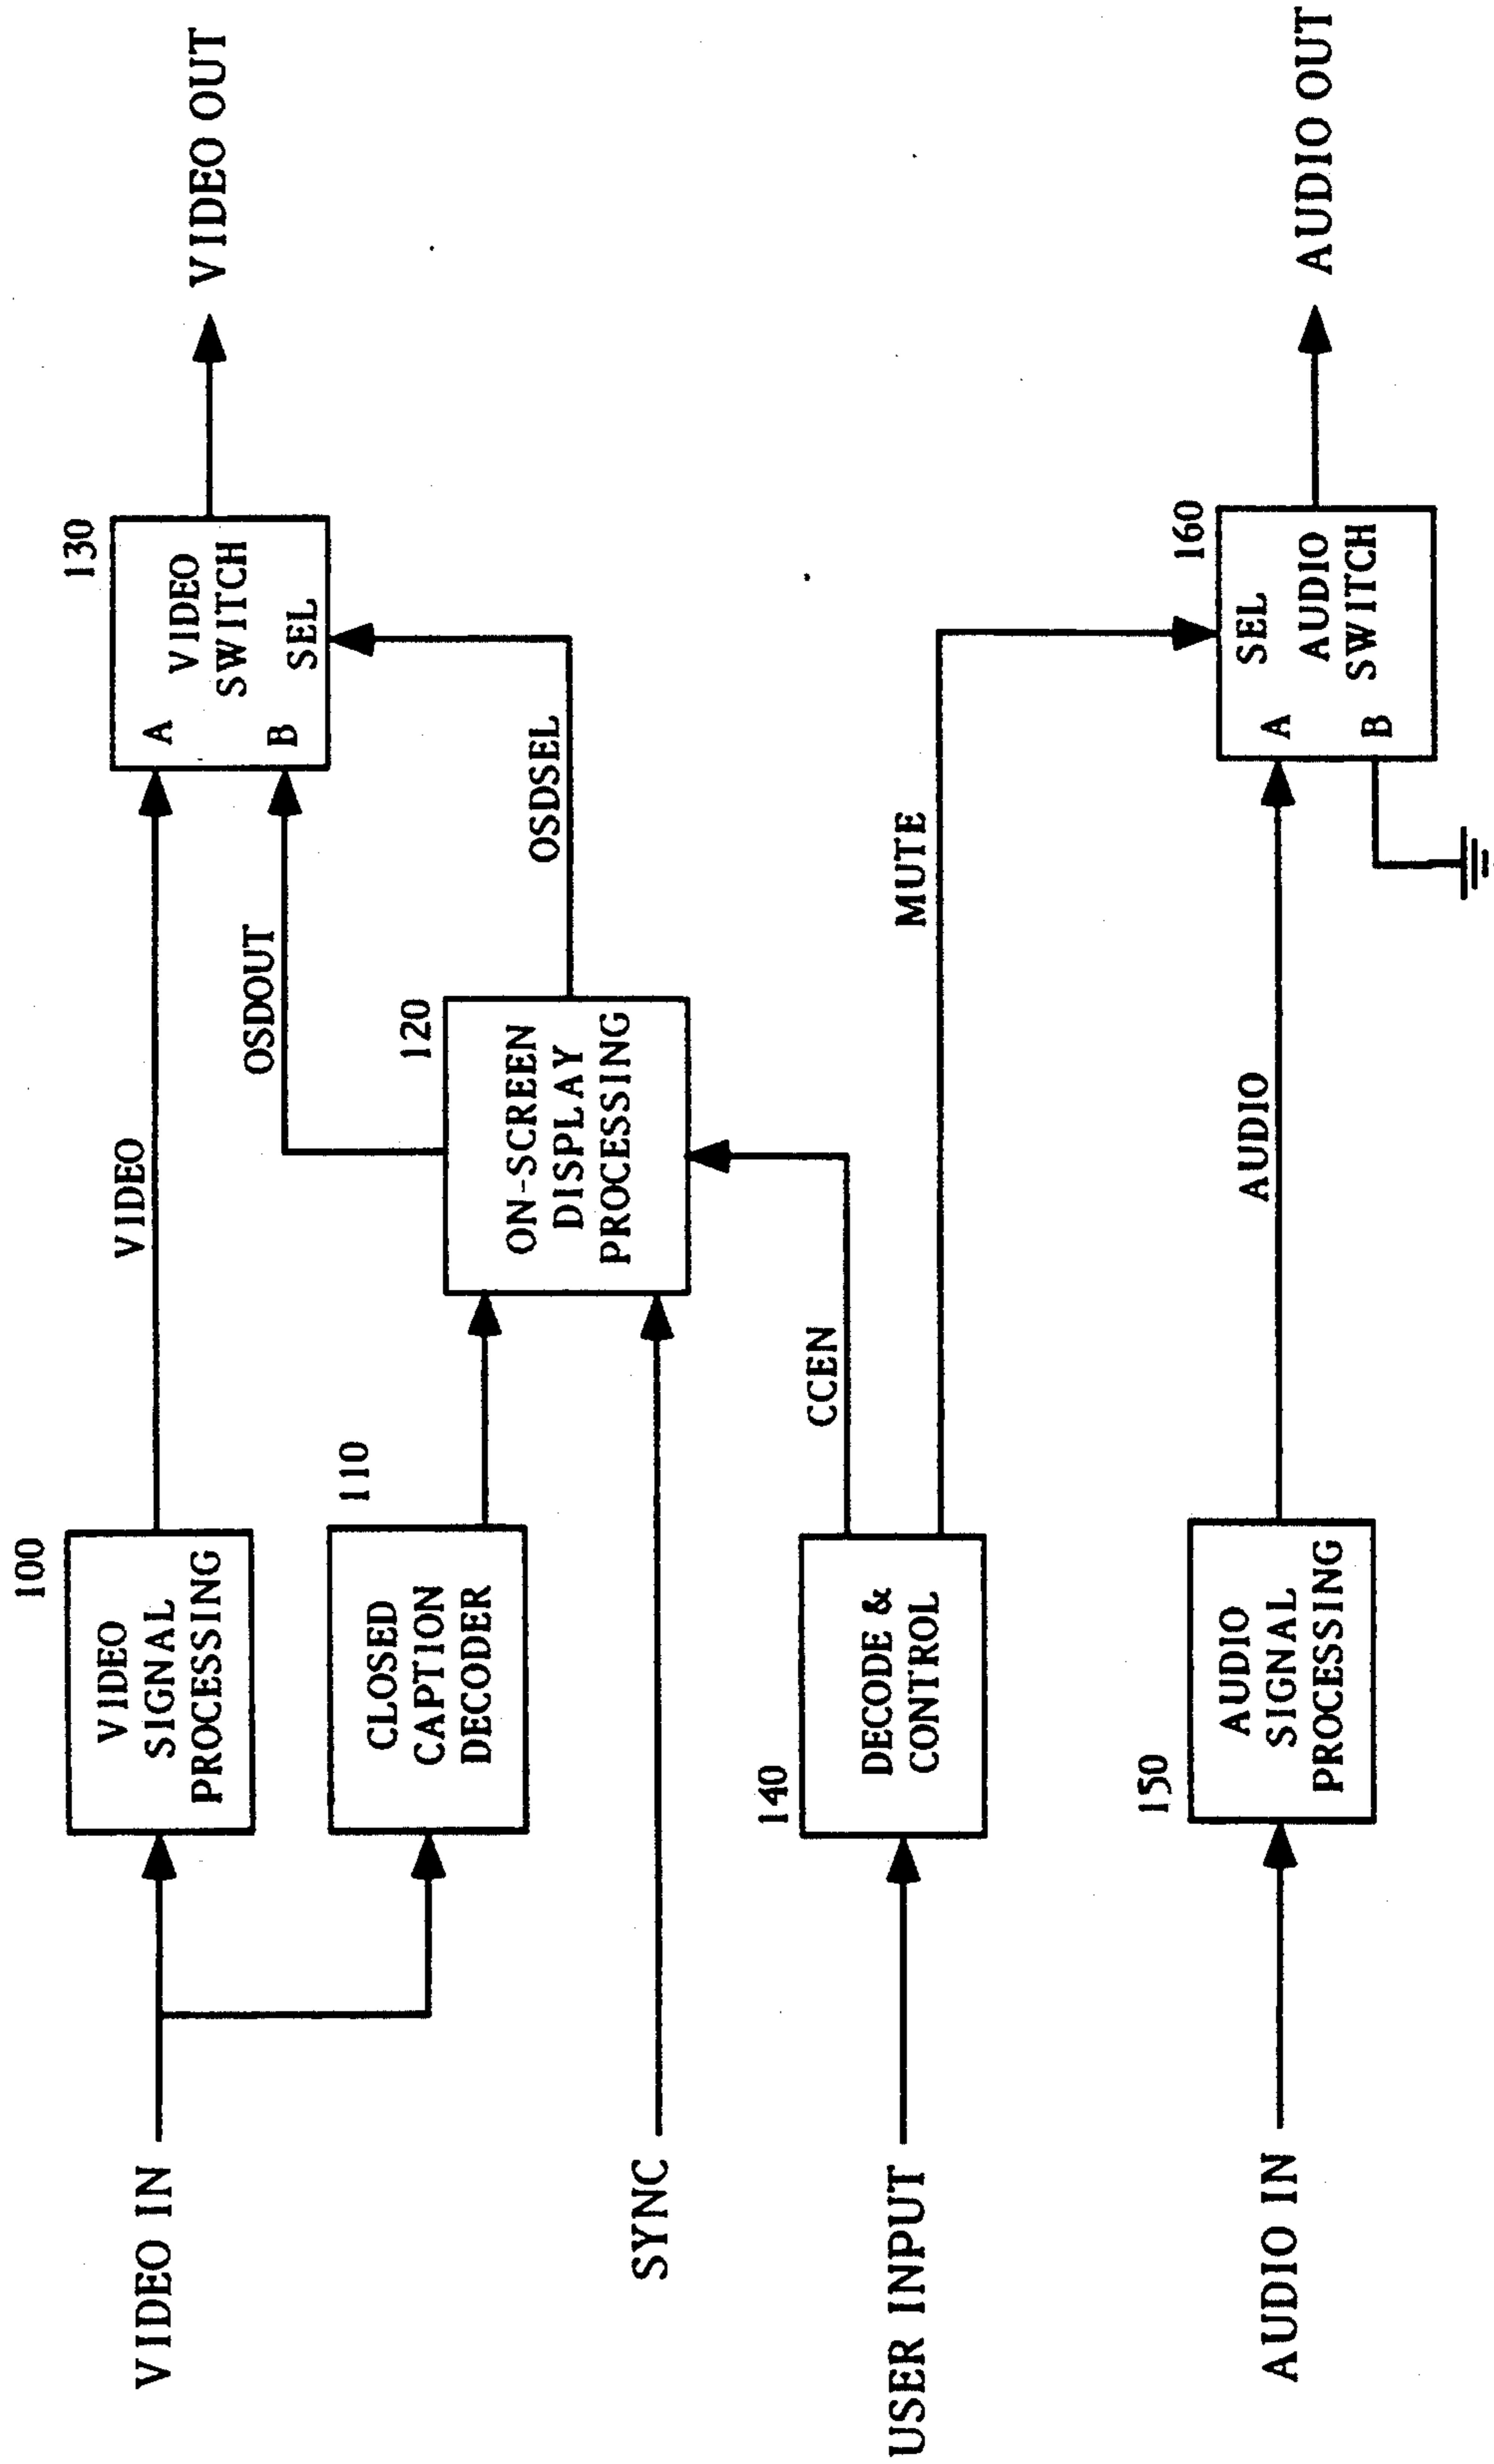 VIDEO IN
100
VIDEO
SIGNAL
PROCESSING
VIDEO
130
A
VIDEO
SWITCH
B
SEL
VIDEO OUT
110
CLOSED
CAPTION
DECODER
OSDOUT
120
ON-SCREEN
DISPLAY
PROCESSING
OSDSEL
SYNC
CCEN
USER INPUT
140
DECODE &
CONTROL
MUTE
AUDIO IN
150
AUDIO
SIGNAL
PROCESSING
AUDIO
160
SEL
A
AUDIO
SWITCH
B
AUDIO OUT